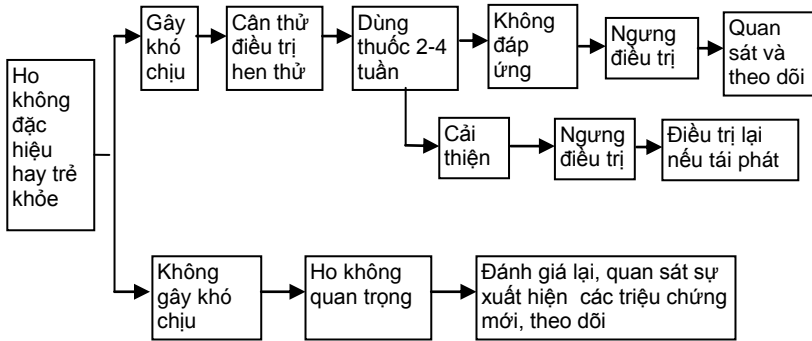 Ho
không
đặc
hiệu
hay trẻ
khỏe
Gây
khó
chịu
Cân thử
điều trị
hen thử
Dùng
thuốc 2-4
tuần
Không
đáp
ứng
Ngưng
điều trị
Quan
sát và
theo dõi
Cải
thiện
Ngưng
điều trị
Điều trị lại
nếu tái phát
Không
gây khó
chịu
Ho không
quan trọng
Đánh giá lại, quan sát sự
xuất hiện các triệu chứng
mới, theo dõi